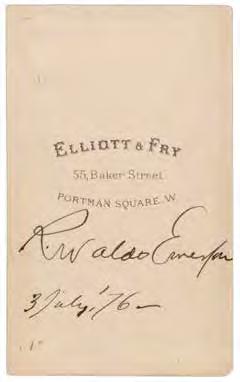 ELLIOTT & FRY
55, Baker Street
PORTMAN SQUARE. W.
R. Waldo Emerson
3 July, '76 –